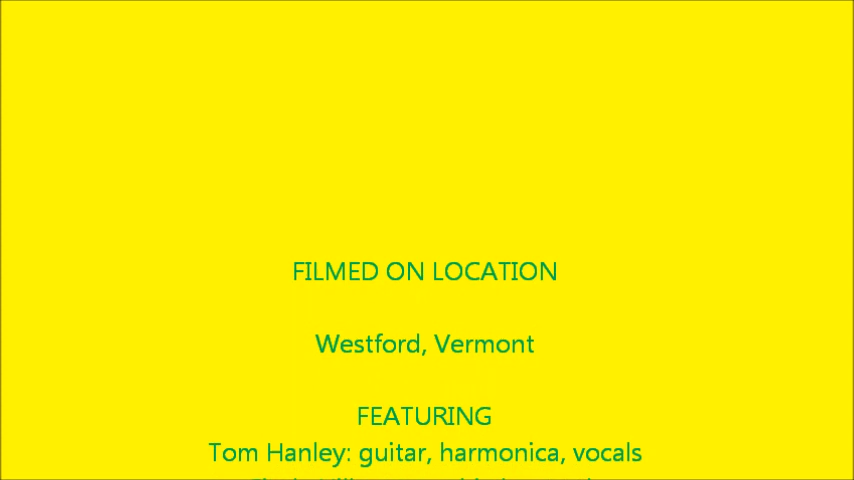 FILMED ON LOCATION
Westford, Vermont
FEATURING
Tom Hanley: guitar, harmonica, vocals